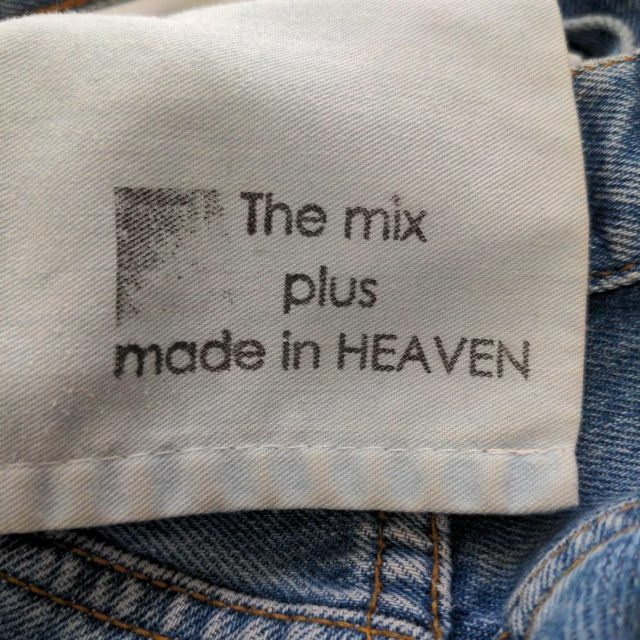 The mix
plus
made in HEAVEN